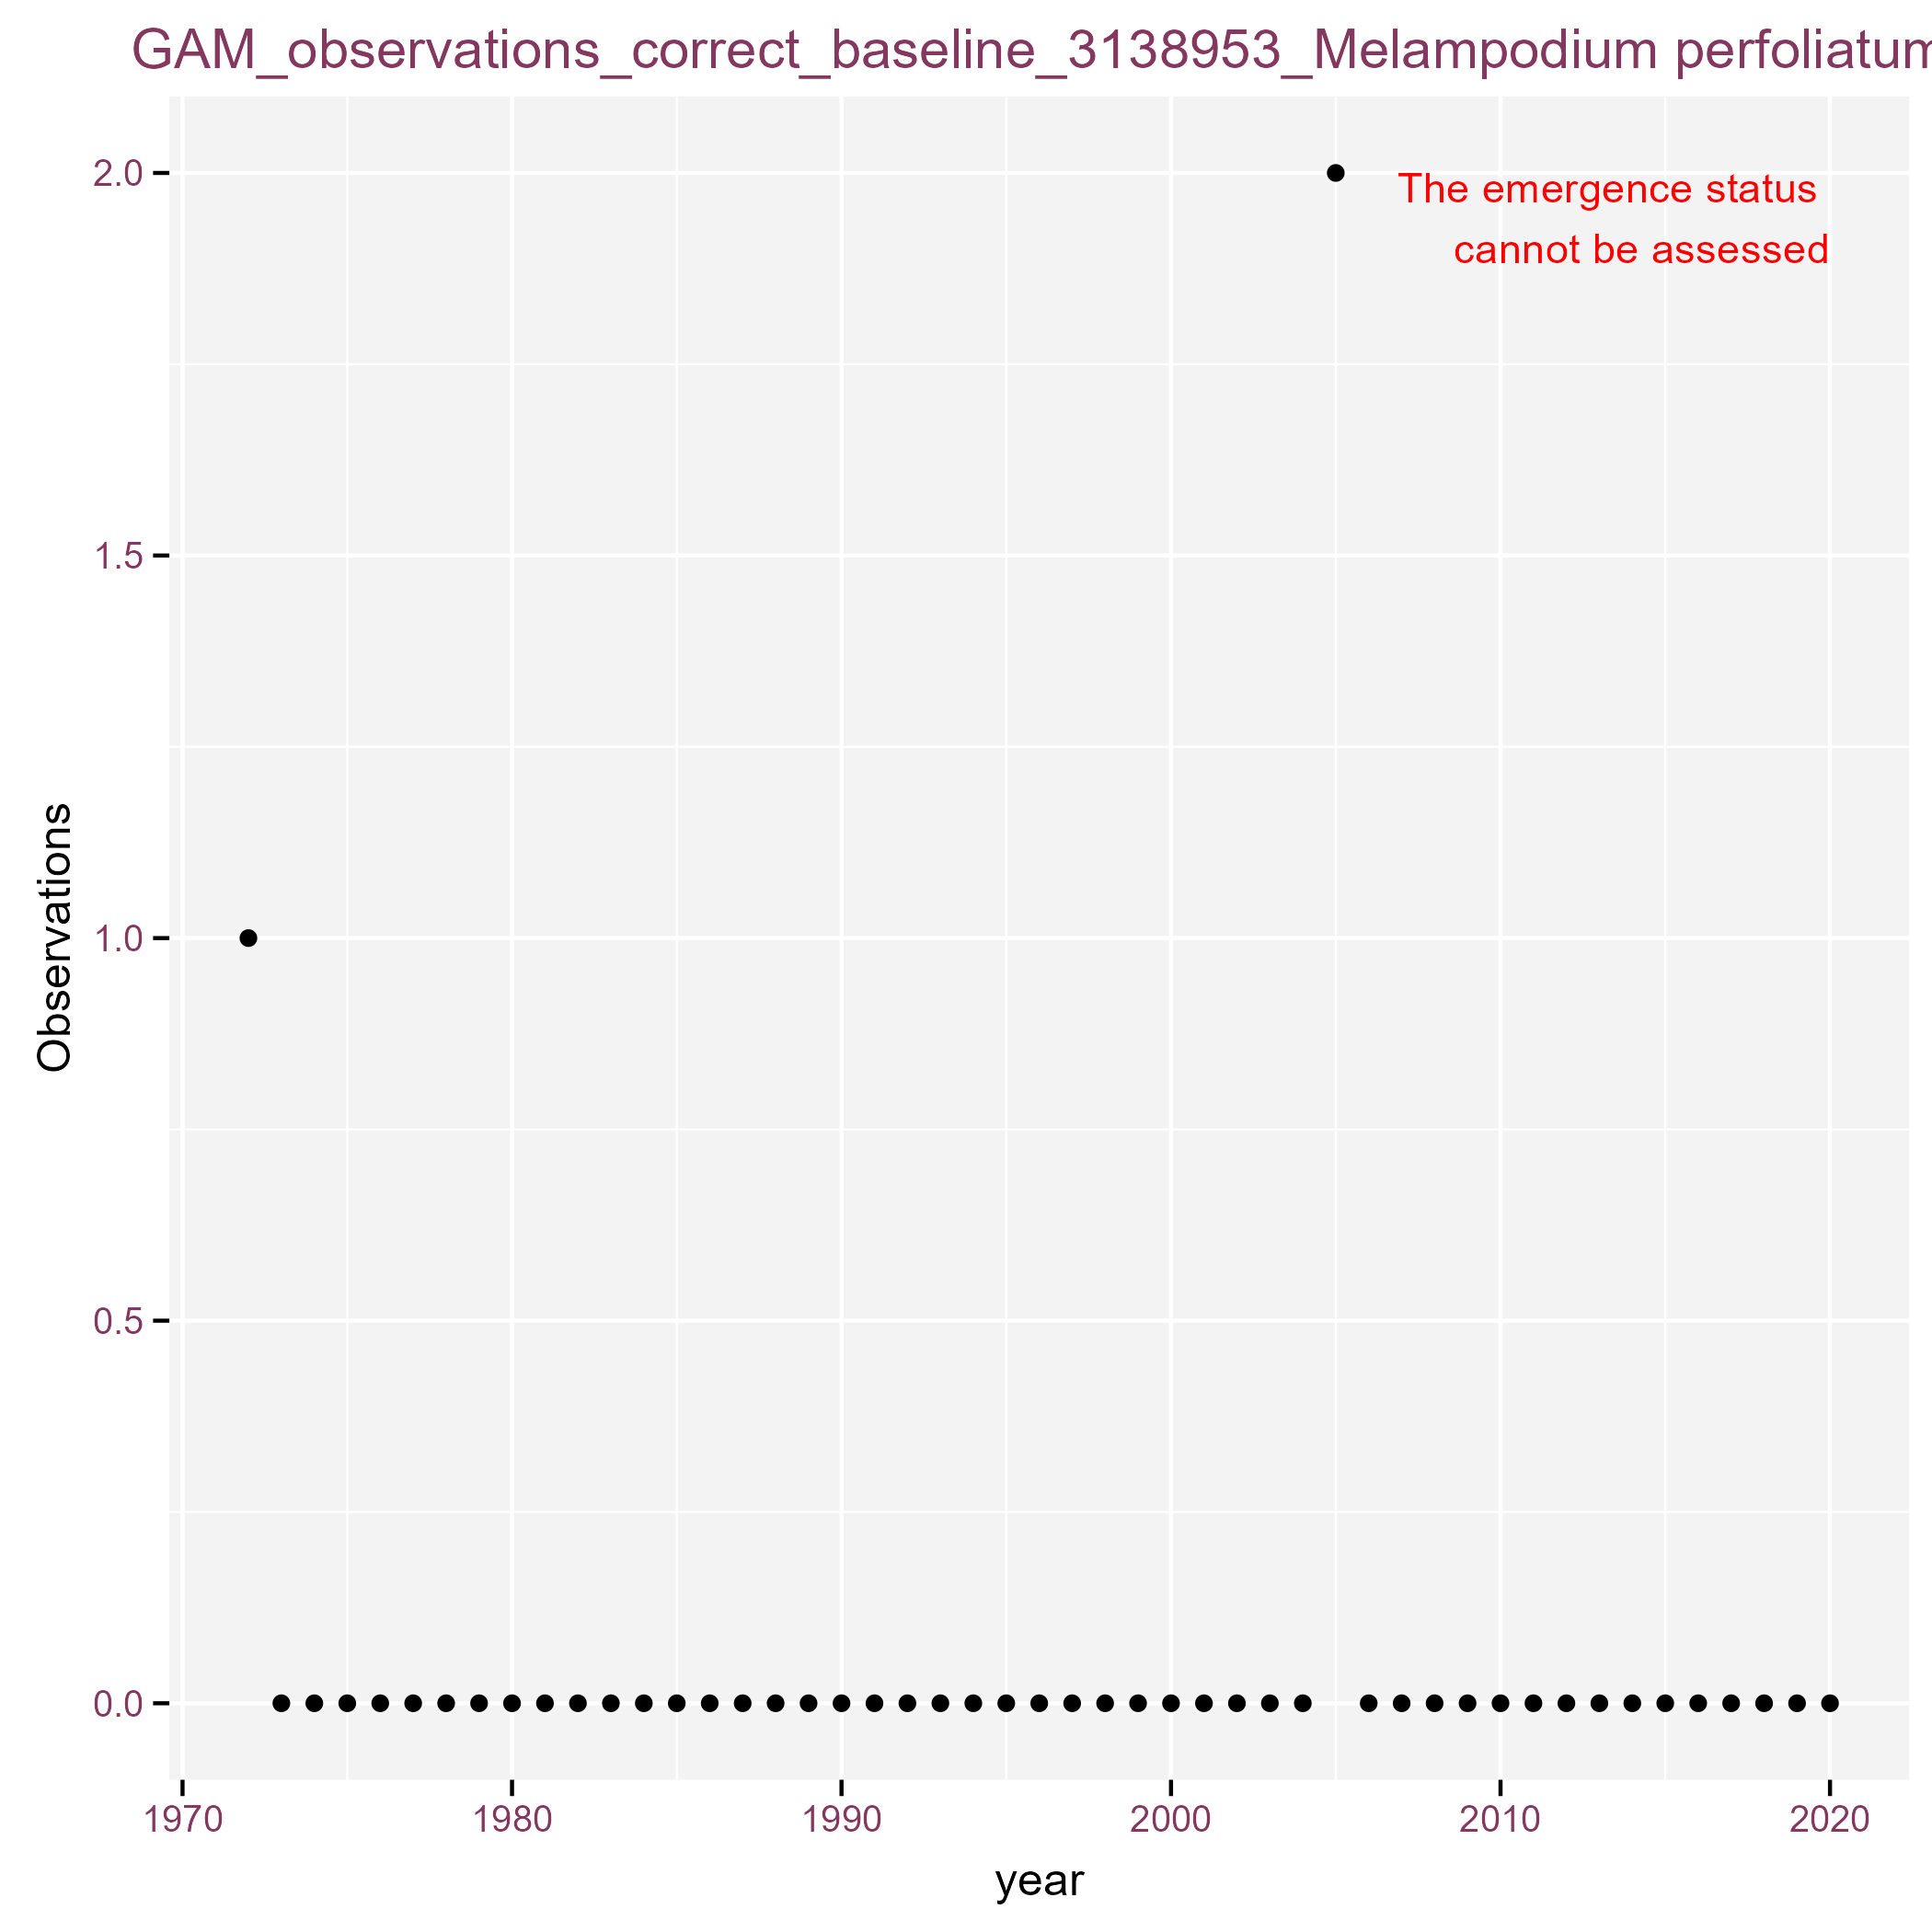 GAM_observations_correct_baseline_3138953_Melampodium perfoliatum
2.0
The emergence status
cannot be assessed
1.5
1.0
0.5
0.0
Observations
1970 1980 1990 2000 2010 2020
year